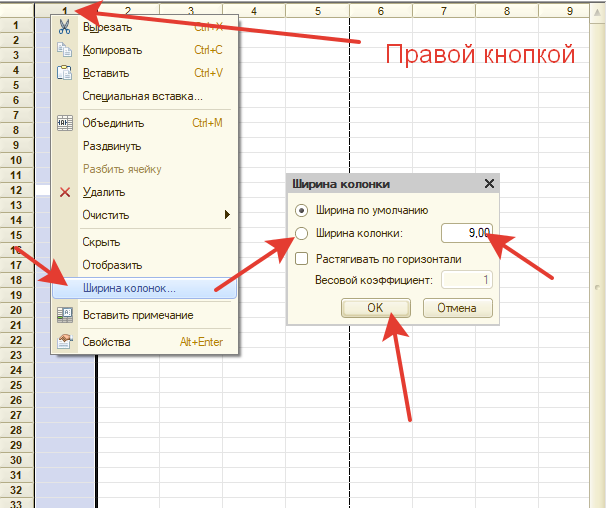 1 2 3 4 5 6 7 8 9
1
2
3
4
5
6
7
8
9
10
11
12
13
14
15
16
17
18
19
20
21
22
23
24
25
26
27
28
29
30
31
32
33
Правой кнопкой
Вырезать Ctrl+X
Копировать Ctrl+C
Вставить Ctrl+V
Специальная вставка...
Объединить Ctrl+M
Раздвинуть
Разбить ячейку
Удалить
Очистить
Скрыть
Отобразить
Ширина колонок...
Вставить примечание
Свойства Alt+Enter
Ширина колонки
Ширина по умолчанию
Ширина колонки: 9,00
Растягивать по горизонтали
Весовой коэффициент: 1
OK Отмена